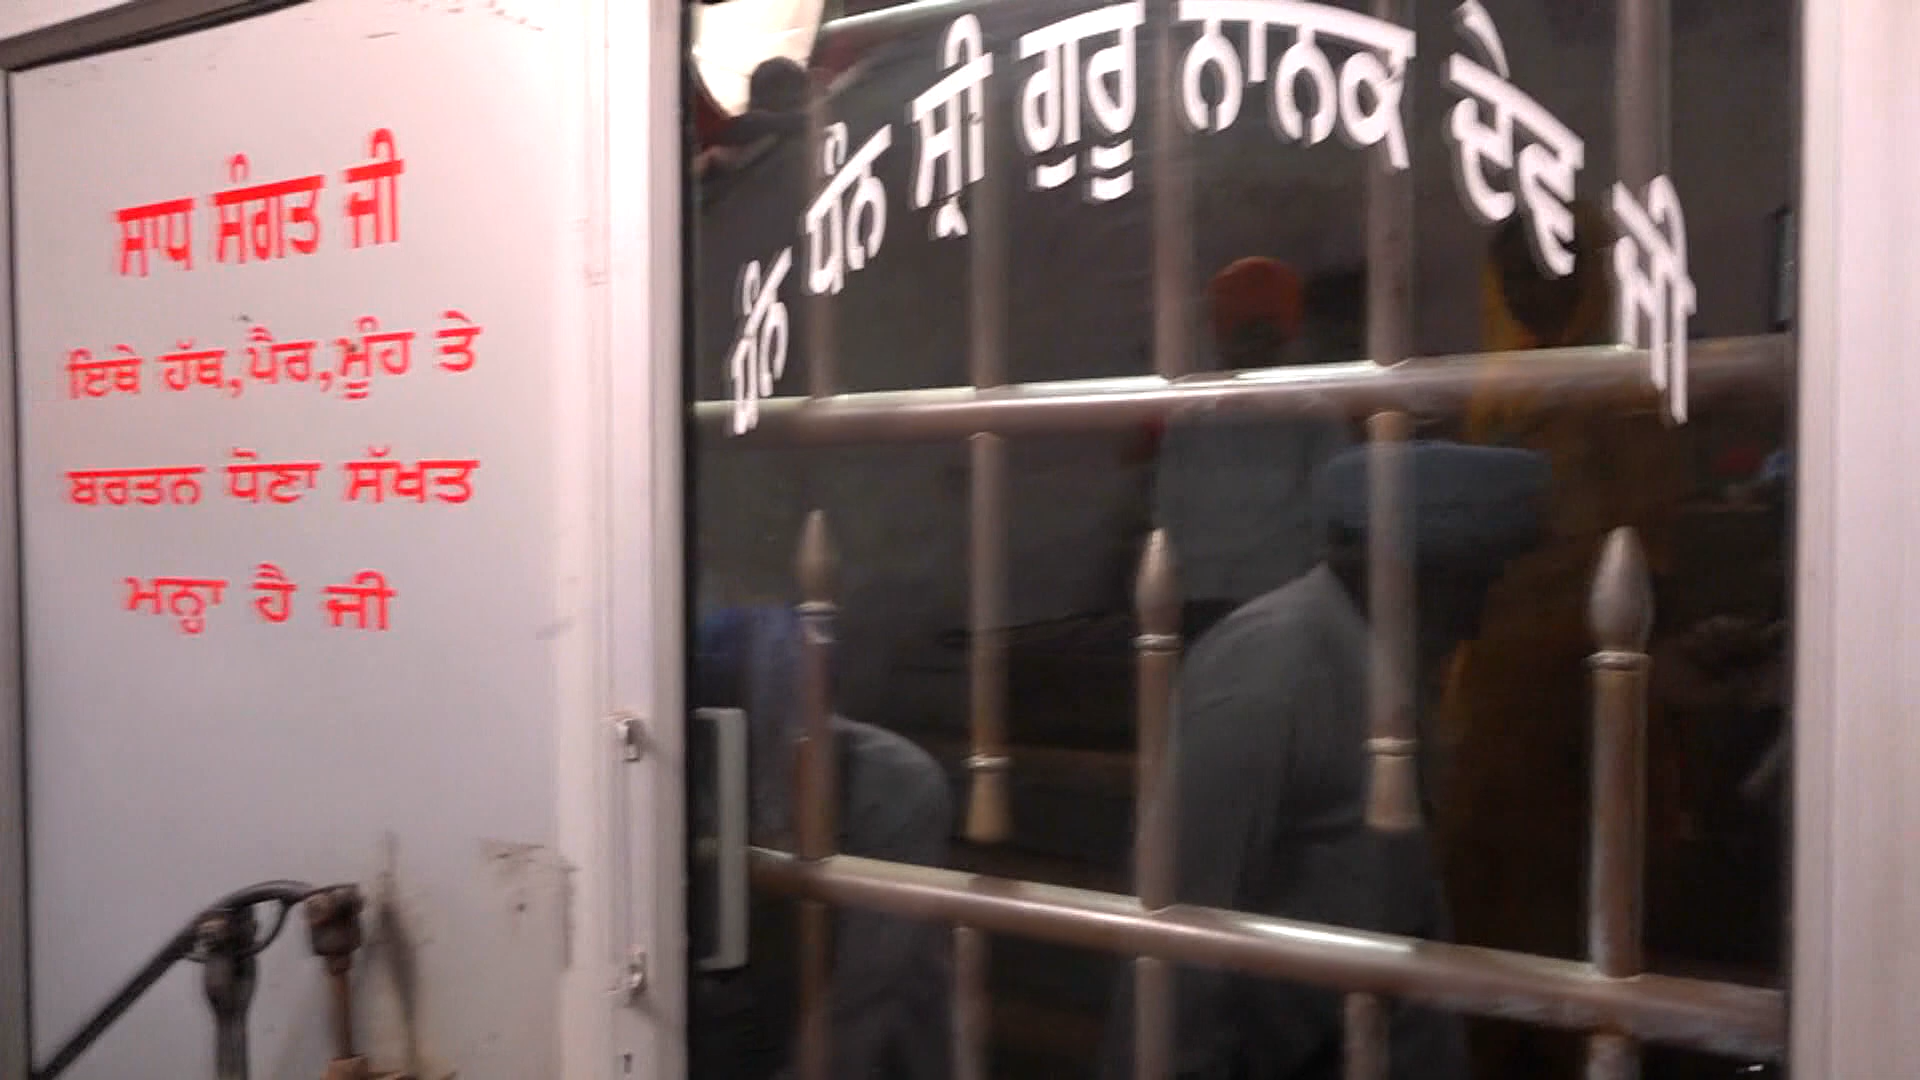 ਸਾਧ ਸੰਗਤ ਜੀ
ਇਥੇ ਹੱਥ,ਪੈਰ,ਮੂੰਹ ਤੇ
ਬਰਤਨ ਧੋਣਾ ਸੱਖਤ
ਮਨ੍ਹਾ ਹੈ ਜੀ
ਧੰਨ ਧੰਨ ਸ੍ਰੀ ਗੁਰੂ ਨਾਨਕ ਦੇਵ ਜੀ